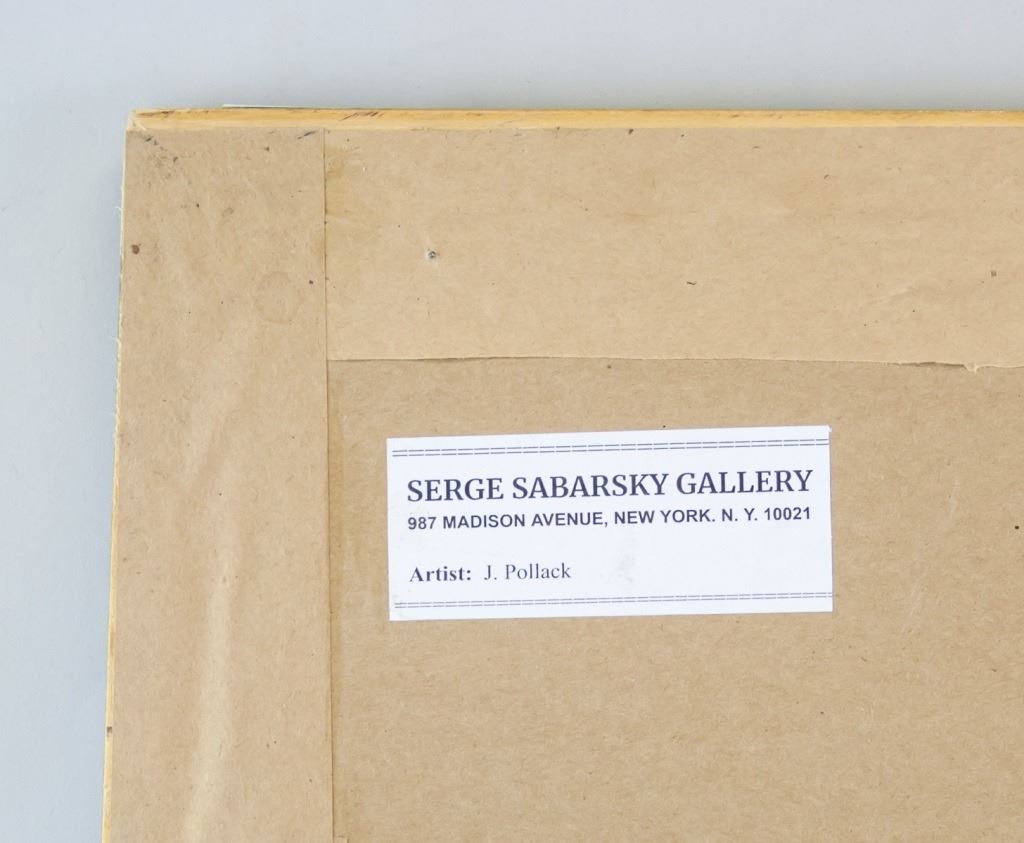 SERGE SABARSKY GALLERY
987 MADISON AVENUE, NEW YORK. N. Y. 10021
Artist: J. Pollack